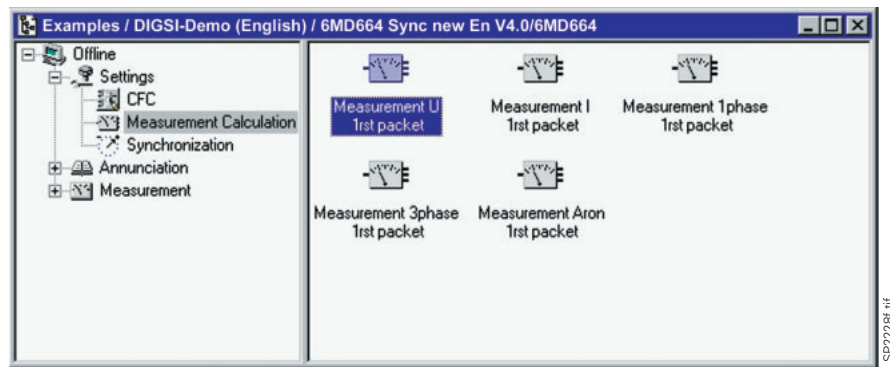 Examples / DIGSI-Demo (English) / 6MD664 Sync new En V4.0/6MD664
Offline
Settings
CFC
Measurement Calculation
Synchronization
Annunciation
Measurement
Measurement U
1rst packet
Measurement I
1rst packet
Measurement 1phase
1rst packet
Measurement 3phase
1rst packet
Measurement Aron
1rst packet
SP2228f.tif